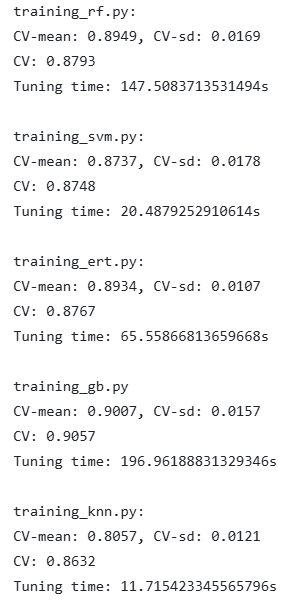 training_rf.py:
CV-mean: 0.8949, CV-sd: 0.0169
CV: 0.8793
Tuning time: 147.5083713531494s
training_svm.py:
CV-mean: 0.8737, CV-sd: 0.0178
CV: 0.8748
Tuning time: 20.4879252910614s
training_ert.py:
CV-mean: 0.8934, CV-sd: 0.0107
CV: 0.8767
Tuning time: 65.55866813659668s
training_gb.py
CV-mean: 0.9007, CV-sd: 0.0157
CV: 0.9057
Tuning time: 196.96188831329346s
training_knn.py:
CV-mean: 0.8057, CV-sd: 0.0121
CV: 0.8632
Tuning time: 11.715423345565796s